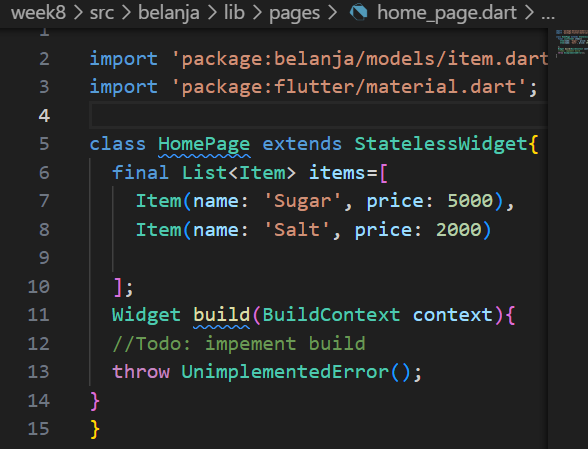 week8 > src > belanja > lib > pages > home_page.dart > ...
1
2 import 'package:belanja/models/item.dart
3 import 'package:flutter/material.dart';
4
5 class HomePage extends StatelessWidget{
6 final List<Item> items=[
7 Item(name: 'Sugar', price: 5000),
8 Item(name: 'Salt', price: 2000)
9
10 ];
11 Widget build(BuildContext context){
12 //Todo: impement build
13 throw UnimplementedError();
14 }
15 }